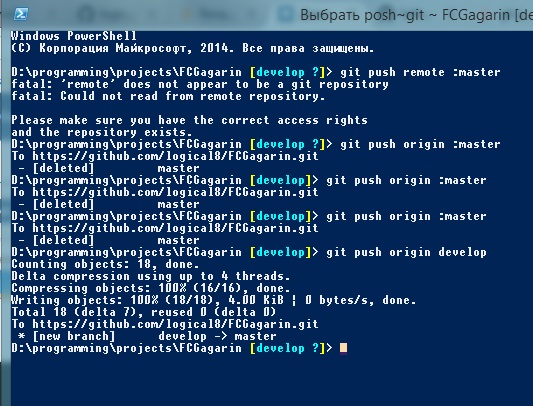 Выбрать posh~git ~ FCGagarin [de
Windows PowerShell
(C) Корпорация Майкрософт, 2014. Все права защищены.
D:\programming\projects\FCGagarin [develop ?]> git push remote :master
fatal: 'remote' does not appear to be a git repository
fatal: Could not read from remote repository.
Please make sure you have the correct access rights
and the repository exists.
D:\programming\projects\FCGagarin [develop ?]> git push origin :master
To https://github.com/logical8/FCGagarin.git
 - [deleted]         master
D:\programming\projects\FCGagarin [develop ?]> git push origin :master
To https://github.com/logical8/FCGagarin.git
 - [deleted]         master
D:\programming\projects\FCGagarin [develop ?]> git push origin :master
To https://github.com/logical8/FCGagarin.git
 - [deleted]         master
D:\programming\projects\FCGagarin [develop ?]> git push origin develop
Counting objects: 18, done.
Delta compression using up to 4 threads.
Compressing objects: 100% (16/16), done.
Writing objects: 100% (18/18), 4.00 KiB | 0 bytes/s, done.
Total 18 (delta 7), reused 0 (delta 0)
To https://github.com/logical8/FCGagarin.git
 * [new branch]      develop -> master
D:\programming\projects\FCGagarin [develop ?]>